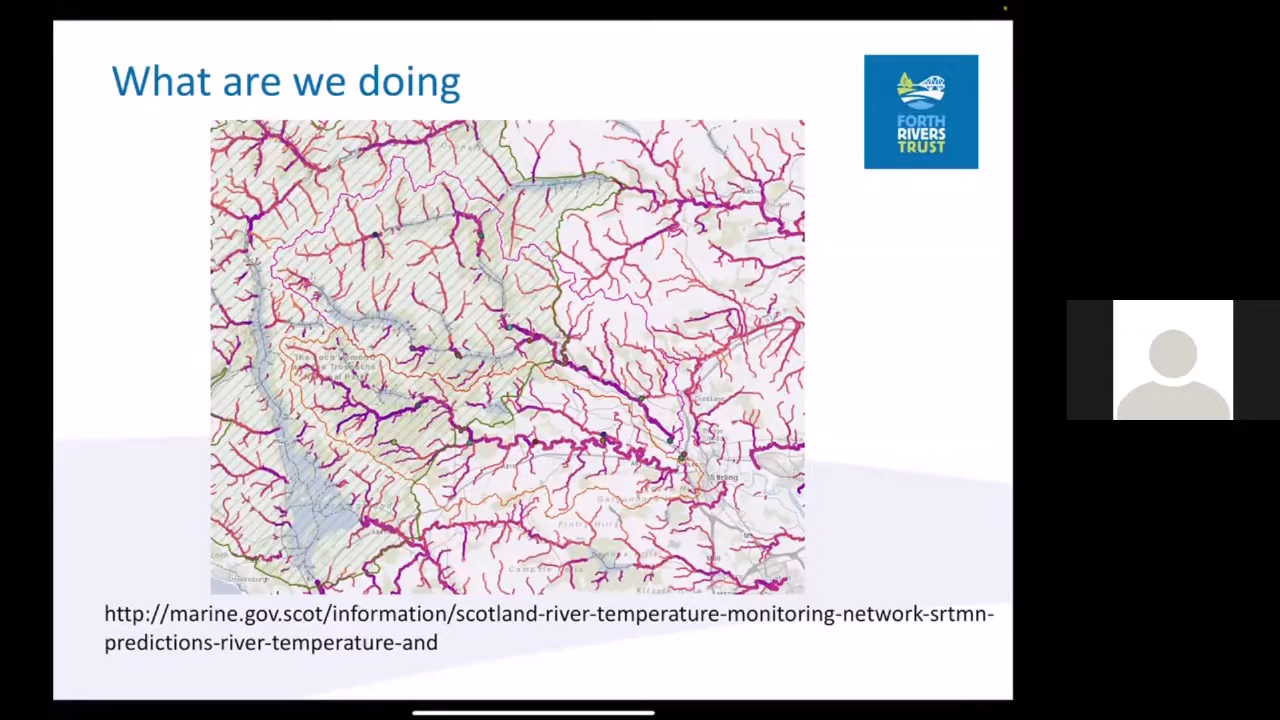 What are we doing
FORTH
RIVERS
TRUST
Stirling
http://marine.gov.scot/information/scotland-river-temperature-monitoring-network-srtmn-
predictions-river-temperature-and